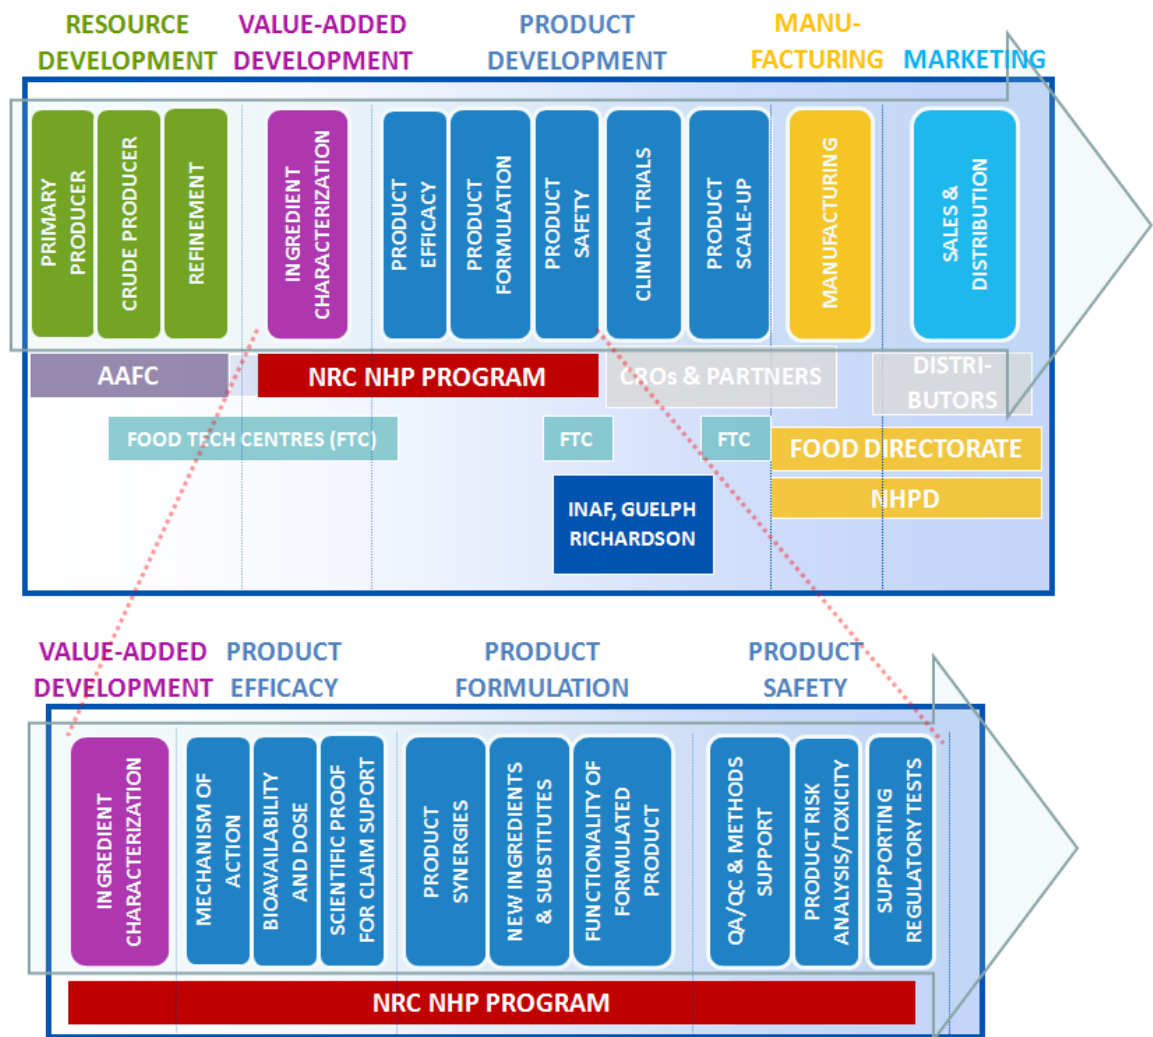 RESOURCE
DEVELOPMENT
VALUE-ADDED
DEVELOPMENT
PRODUCT
DEVELOPMENT
MANU-
FACTURING
MARKETING
PRIMARY
PRODUCER
CRUDE PRODUCER
REFINEMENT
INGREDIENT
CHARACTERIZATION
PRODUCT
EFFICACY
PRODUCT
FORMULATION
PRODUCT
SAFETY
CLINICAL TRIALS
PRODUCT
SCALE-UP
MANUFACTURING
SALES &
DISTRIBUTION
AAFC
NRC NHP PROGRAM
CROs & PARTNERS
DISTRI-
BUTORS
FOOD TECH CENTRES (FTC)
FTC
FTC
FOOD DIRECTORATE
NHPD
INAF, GUELPH
RICHARDSON
VALUE-ADDED
DEVELOPMENT
PRODUCT
EFFICACY
PRODUCT
FORMULATION
PRODUCT
SAFETY
INGREDIENT
CHARACTERIZATION
MECHANISM OF
ACTION
BIOAVAILABILITY
AND DOSE
SCIENTIFIC PROOF
FOR CLAIM SUPORT
PRODUCT
SYNERGIES
NEW INGREDIENTS
& SUBSTITUTES
FUNCTIONALITY OF
FORMULATED
PRODUCT
QA/QC & METHODS
SUPPORT
PRODUCT RISK
ANALYSIS/TOXICITY
SUPPORTING
REGULATORY TESTS
NRC NHP PROGRAM